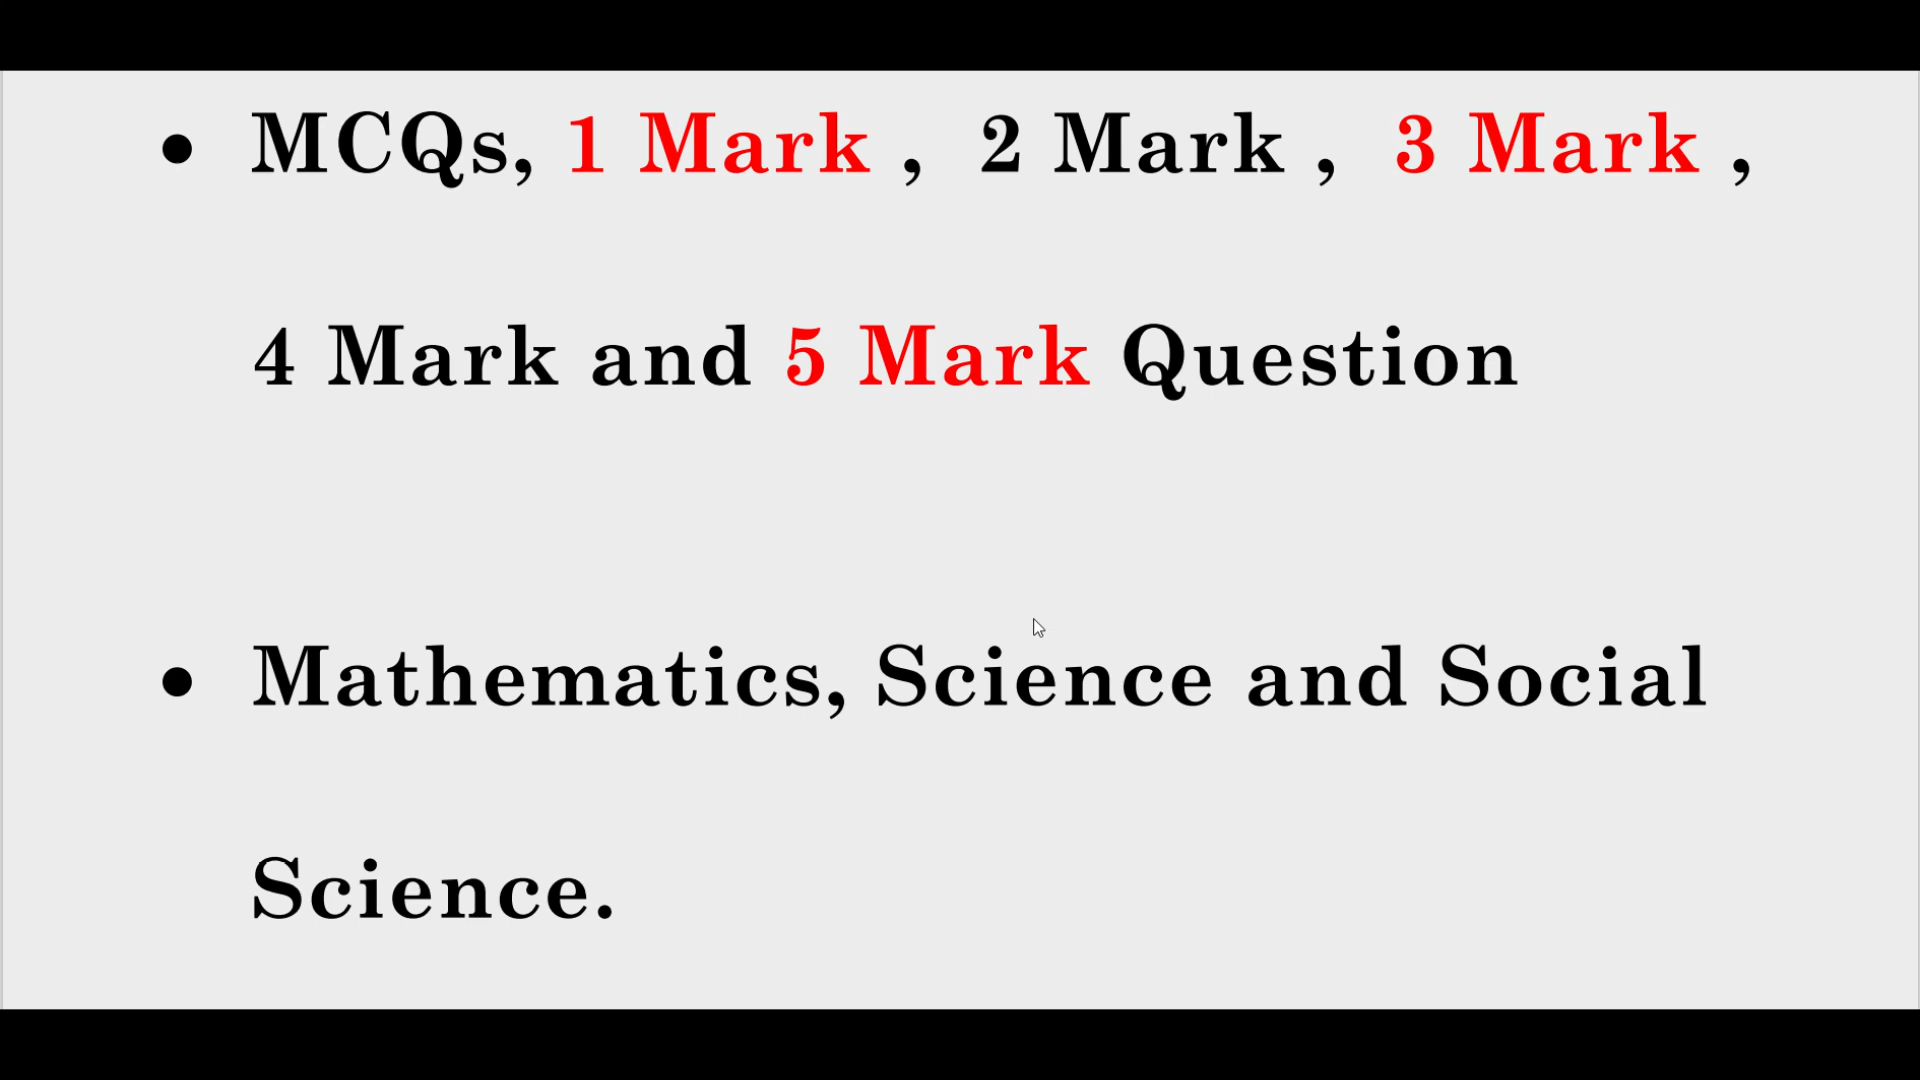 • MCQs, 1 Mark , 2 Mark , 3 Mark ,
4 Mark and 5 Mark Question
• Mathematics, Science and Social
Science.